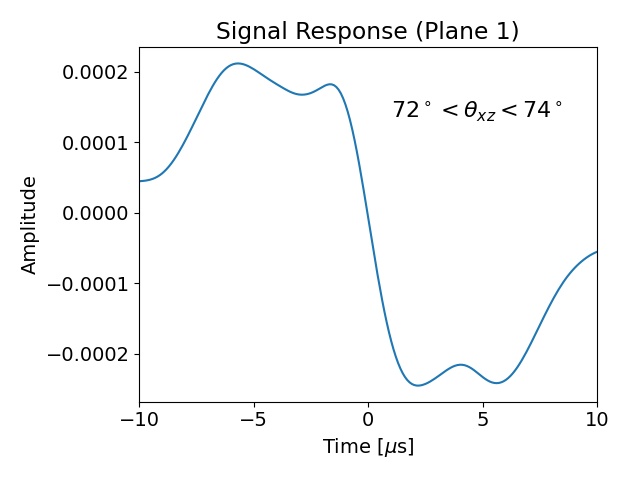 Signal Response (Plane 1)
72° < θxz < 74°
Amplitude
0.0002
0.0001
0.0000
−0.0001
−0.0002
−10
−5
0
5
10
Time [μs]